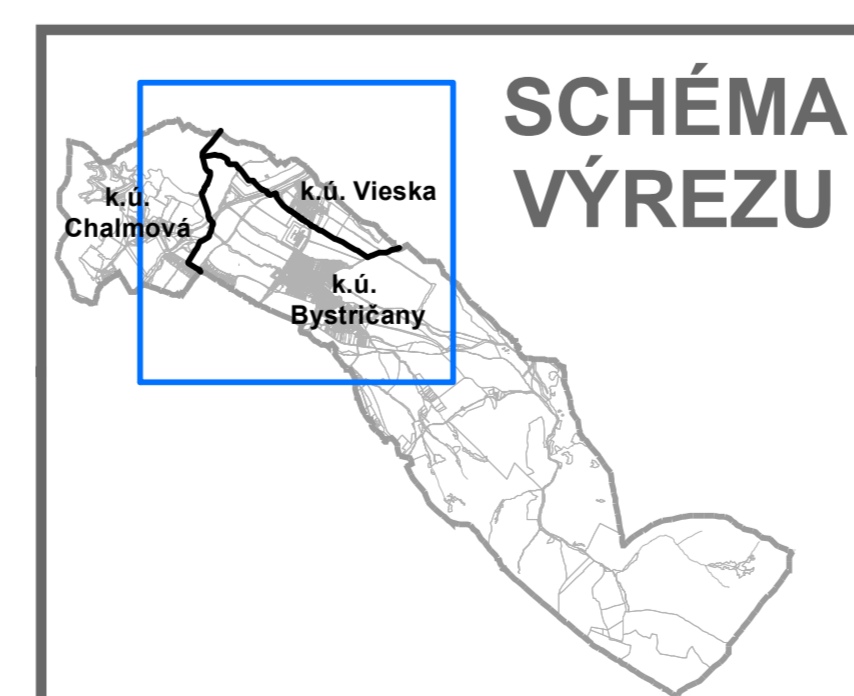 SCHÉMA
VÝREZU
k.ú. Vieska
k.ú.
Chalmová
k.ú.
Bystričany